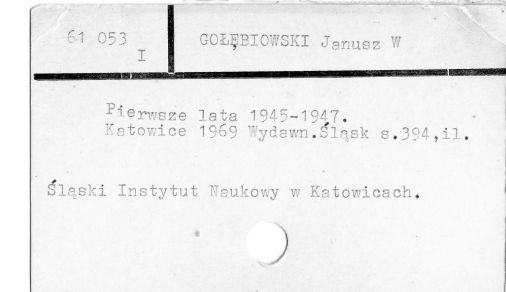 61 053
I
GOŁĘBIOWSKI Janusz W
Pierwsze lata 1945-1947.
Katowice 1969 Wydawn.Śląsk s.394,il.
Śląski Instytut Naukowy w Katowicach.